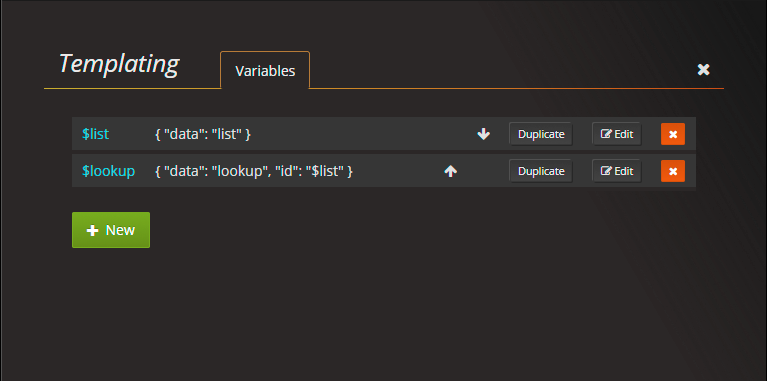 Templating
Variables
$list { "data": "list" } Duplicate Edit
$lookup { "data": "lookup", "id": "$list" } Duplicate Edit
New